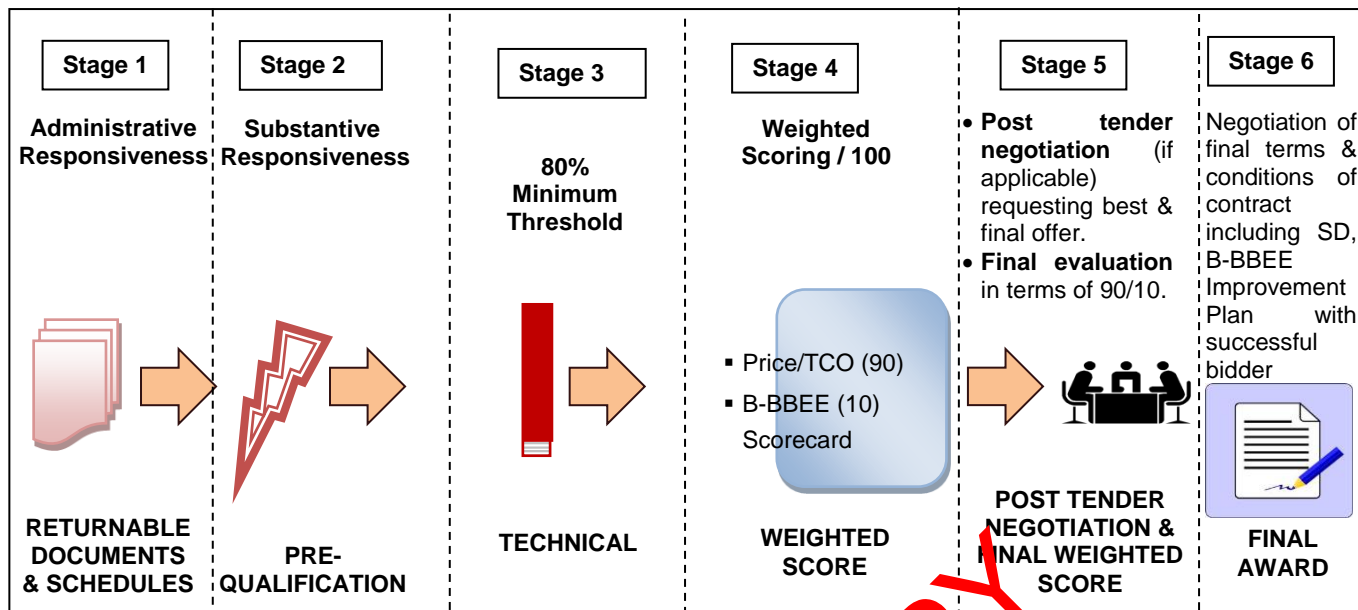 Stage 1
Administrative
Responsiveness
RETURNABLE
DOCUMENTS
& SCHEDULES
Stage 2
Substantive
Responsiveness
PRE-
QUALIFICATION
Stage 3
80%
Minimum
Threshold
TECHNICAL
Stage 4
Weighted
Scoring / 100
▪ Price/TCO (90)
▪ B-BBEE (10)
Scorecard
WEIGHTED
SCORE
Stage 5
• Post tender
negotiation (if
applicable)
requesting best &
final offer.
• Final evaluation
in terms of 90/10.
POST TENDER
NEGOTIATION &
FINAL WEIGHTED
SCORE
Stage 6
Negotiation of
final terms &
conditions of
contract
including SD,
B-BBEE
Improvement
Plan with
successful
bidder
FINAL
AWARD